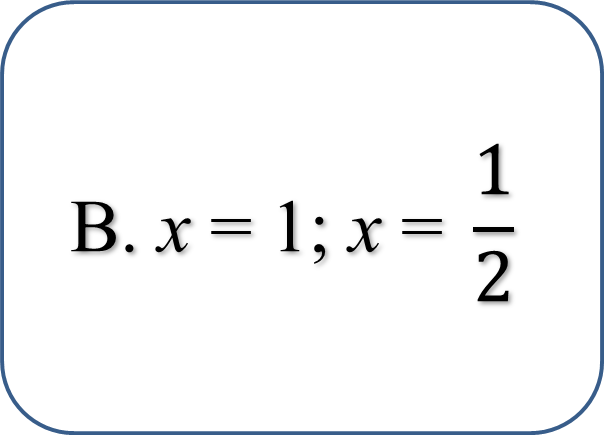 B. x = 1; x = 1/2